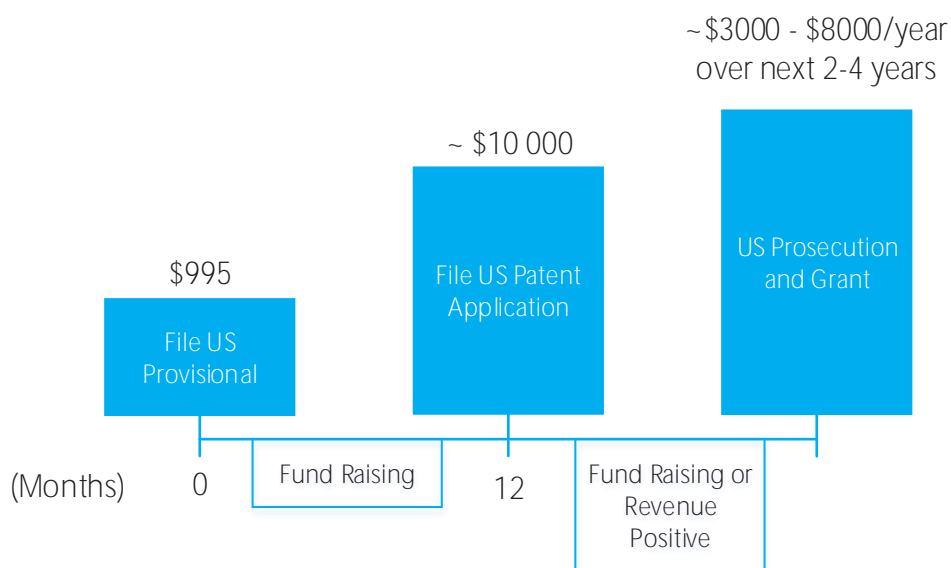 ~$3000 - $8000/year
over next 2-4 years
~ $10 000
$995
File US
Provisional
File US Patent
Application
US Prosecution
and Grant
(Months)
0
Fund Raising
12
Fund Raising or
Revenue
Positive